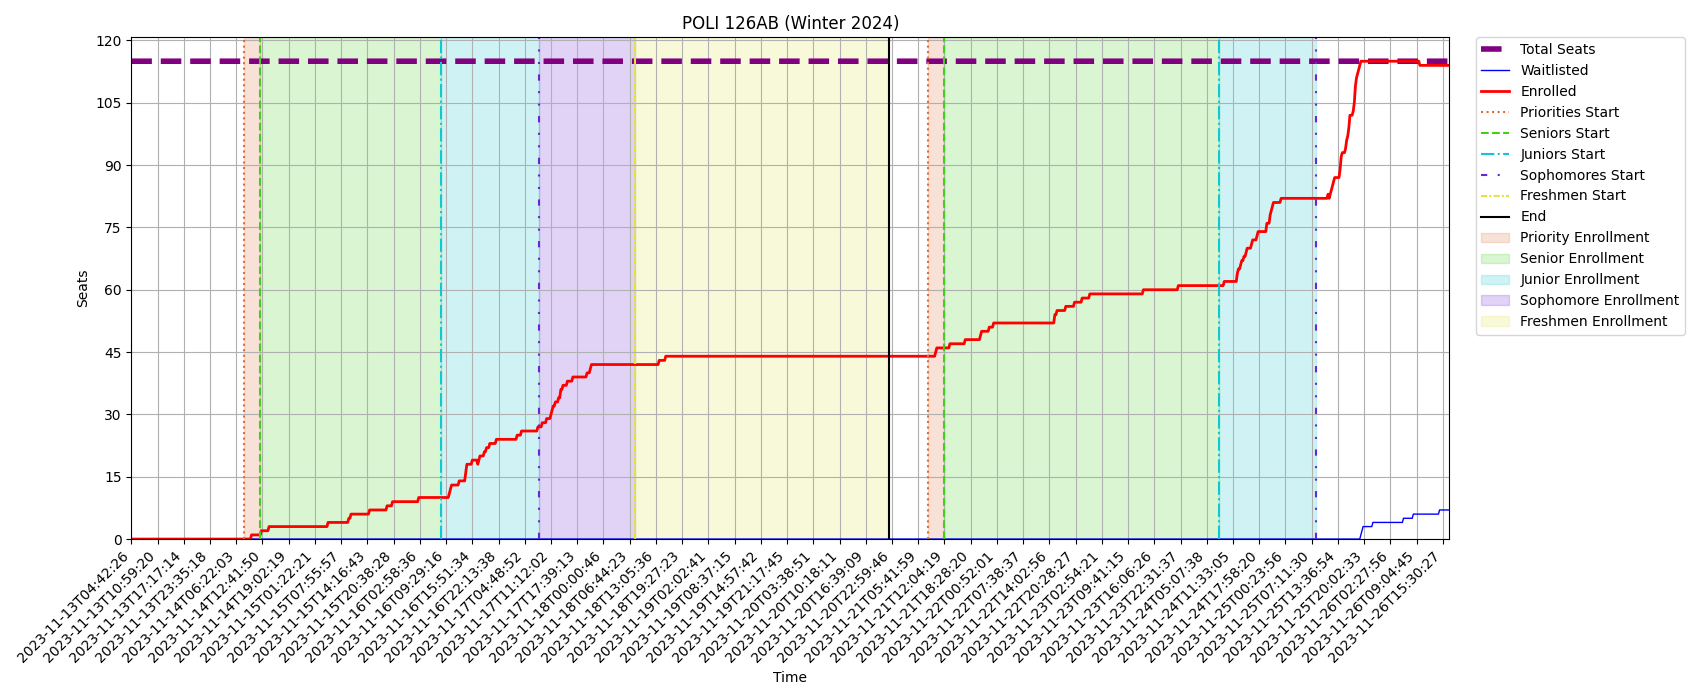 POLI 126AB (Winter 2024)
120
105
90
75
60
45
30
15
0
Seats
2023-11-13T04:42:26
2023-11-13T10:59:20
2023-11-13T17:17:14
2023-11-13T23:35:18
2023-11-14T06:22:03
2023-11-14T12:41:50
2023-11-14T19:02:19
2023-11-15T01:22:21
2023-11-15T07:55:57
2023-11-15T14:16:43
2023-11-15T20:38:28
2023-11-16T02:58:36
2023-11-16T09:29:16
2023-11-16T15:51:34
2023-11-16T22:13:38
2023-11-17T04:48:52
2023-11-17T11:12:02
2023-11-17T17:39:13
2023-11-18T00:00:46
2023-11-18T06:44:23
2023-11-18T13:05:36
2023-11-18T19:27:23
2023-11-19T02:02:41
2023-11-19T08:37:15
2023-11-19T14:57:42
2023-11-19T21:17:45
2023-11-20T03:38:51
2023-11-20T10:18:11
2023-11-20T16:39:09
2023-11-20T22:59:46
2023-11-21T05:41:59
2023-11-21T12:04:19
2023-11-21T18:28:20
2023-11-22T00:52:01
2023-11-22T07:38:37
2023-11-22T14:02:56
2023-11-22T20:28:27
2023-11-23T02:54:21
2023-11-23T09:41:15
2023-11-23T16:06:26
2023-11-23T22:31:37
2023-11-24T05:07:38
2023-11-24T11:33:05
2023-11-24T17:58:20
2023-11-25T00:23:56
2023-11-25T07:11:30
2023-11-25T13:36:54
2023-11-25T20:02:33
2023-11-26T02:27:56
2023-11-26T09:04:45
2023-11-26T15:30:27
Time
Total Seats
Waitlisted
Enrolled
Priorities Start
Seniors Start
Juniors Start
Sophomores Start
Freshmen Start
End
Priority Enrollment
Senior Enrollment
Junior Enrollment
Sophomore Enrollment
Freshmen Enrollment